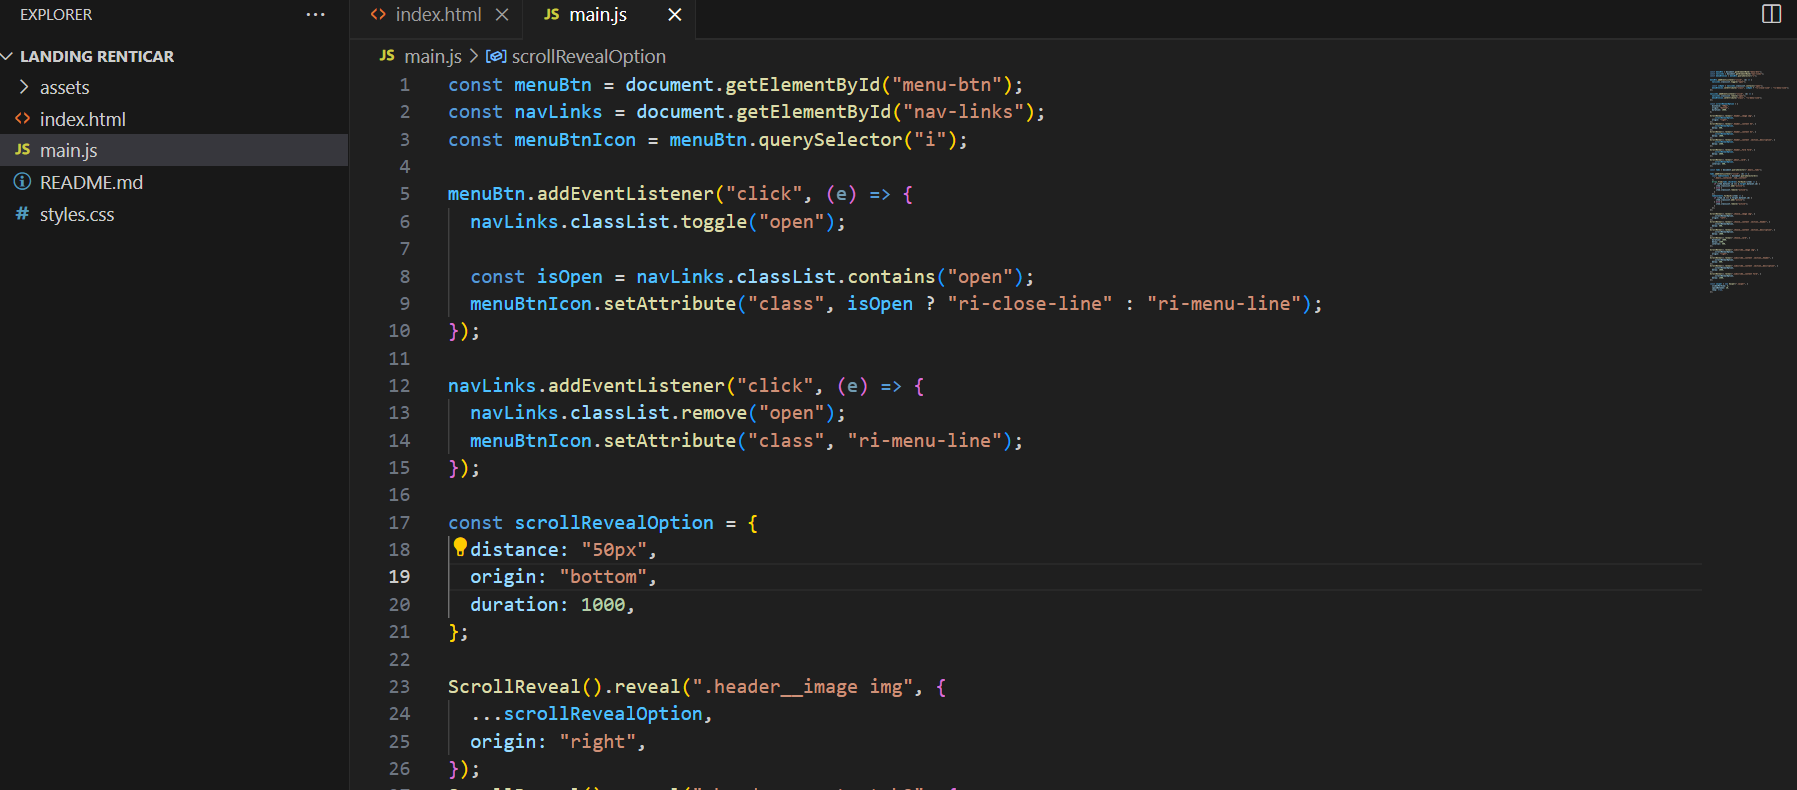 EXPLORER
···
LANDING RENTICAR
assets
<> index.html
JS main.js
README.md
# styles.css
<> index.html
JS main.js
JS main.js > scrollRevealOption
1 const menuBtn = document.getElementById("menu-btn");
2 const navLinks = document.getElementById("nav-links");
3 const menuBtnIcon = menuBtn.querySelector("i");
4
5 menuBtn.addEventListener("click", (e) => {
6   navLinks.classList.toggle("open");
7
8   const isOpen = navLinks.classList.contains("open");
9   menuBtnIcon.setAttribute("class", isOpen ? "ri-close-line" : "ri-menu-line");
10 });
11
12 navLinks.addEventListener("click", (e) => {
13   navLinks.classList.remove("open");
14   menuBtnIcon.setAttribute("class", "ri-menu-line");
15 });
16
17 const scrollRevealOption = {
18   distance: "50px",
19   origin: "bottom",
20   duration: 1000,
21 };
22
23 ScrollReveal().reveal(".header__image img", {
24   ...scrollRevealOption,
25   origin: "right",
26 });